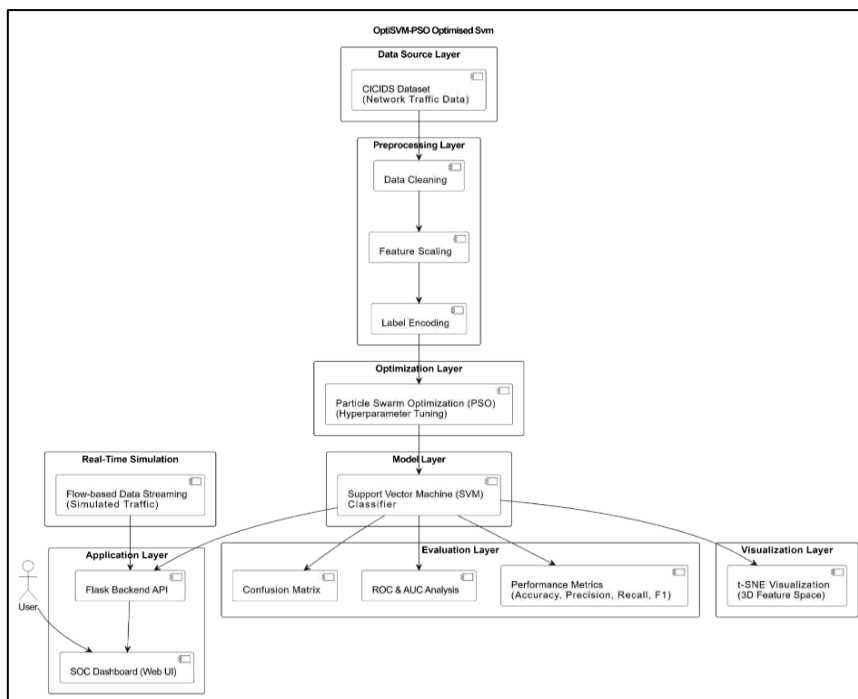 OptiSVM-PSO Optimised Svm
Data Source Layer
CICIDS Dataset
(Network Traffic Data)
Preprocessing Layer
Data Cleaning
Feature Scaling
Label Encoding
Optimization Layer
Particle Swarm Optimization (PSO)
(Hyperparameter Tuning)
Real-Time Simulation
Flow-based Data Streaming
(Simulated Traffic)
Model Layer
Support Vector Machine (SVM)
Classifier
Application Layer
Flask Backend API
User
SOC Dashboard (Web UI)
Evaluation Layer
Confusion Matrix
ROC & AUC Analysis
Performance Metrics
(Accuracy, Precision, Recall, F1)
Visualization Layer
t-SNE Visualization
(3D Feature Space)